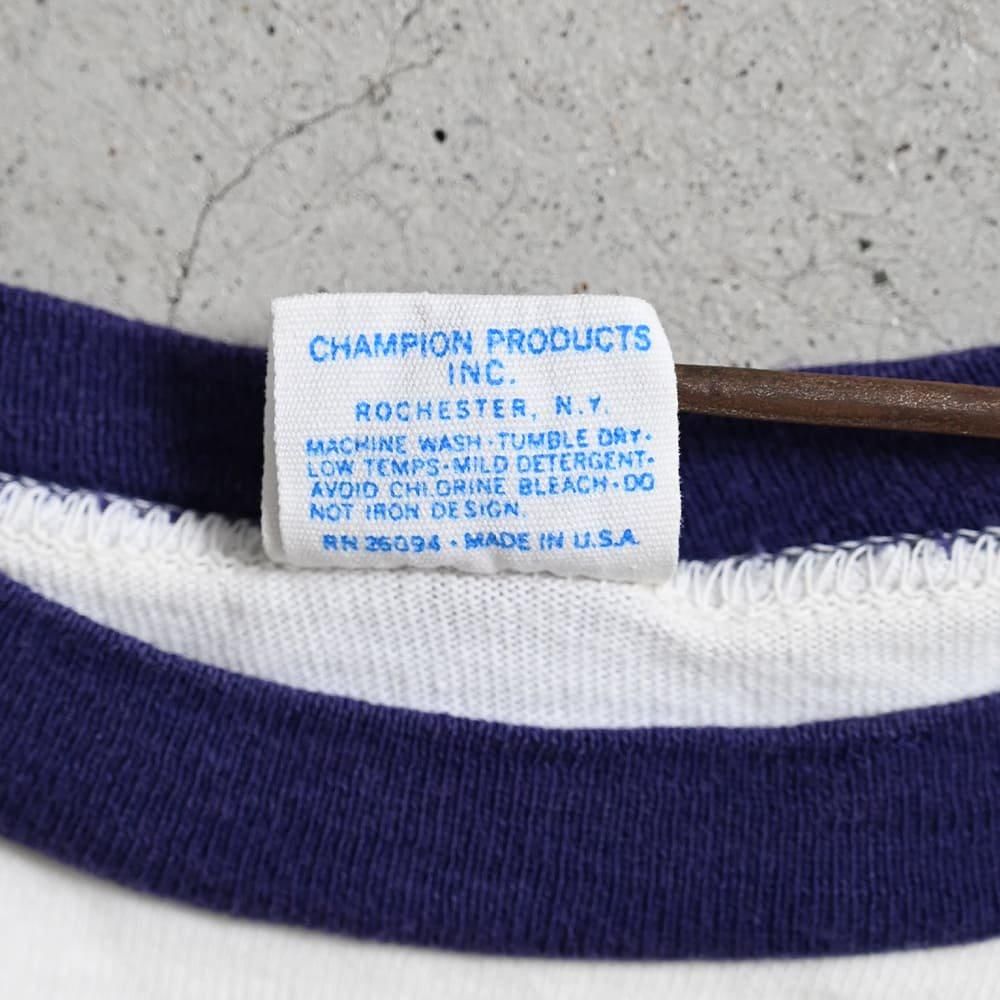 CHAMPION PRODUCTS
INC.
ROCHESTER, N.Y.
MACHINE WASH·TUMBLE DRY·
LOW TEMPS·MILD DETERGENT·
AVOID CHLORINE BLEACH·DO
NOT IRON DESIGN.
RN 26094 · MADE IN U.S.A.